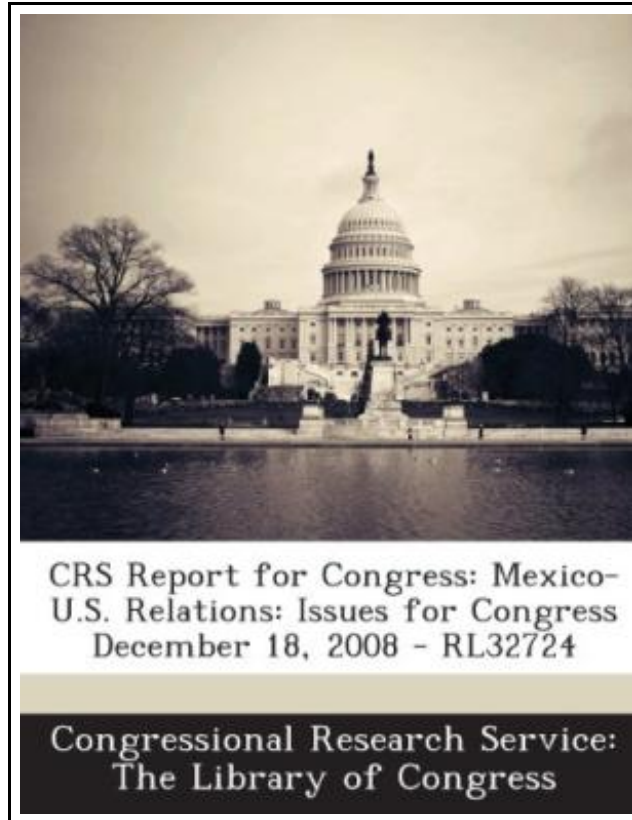 CRS Report for Congress: Mexico-
U.S. Relations: Issues for Congress
December 18, 2008 - RL32724
Congressional Research Service:
The Library of Congress